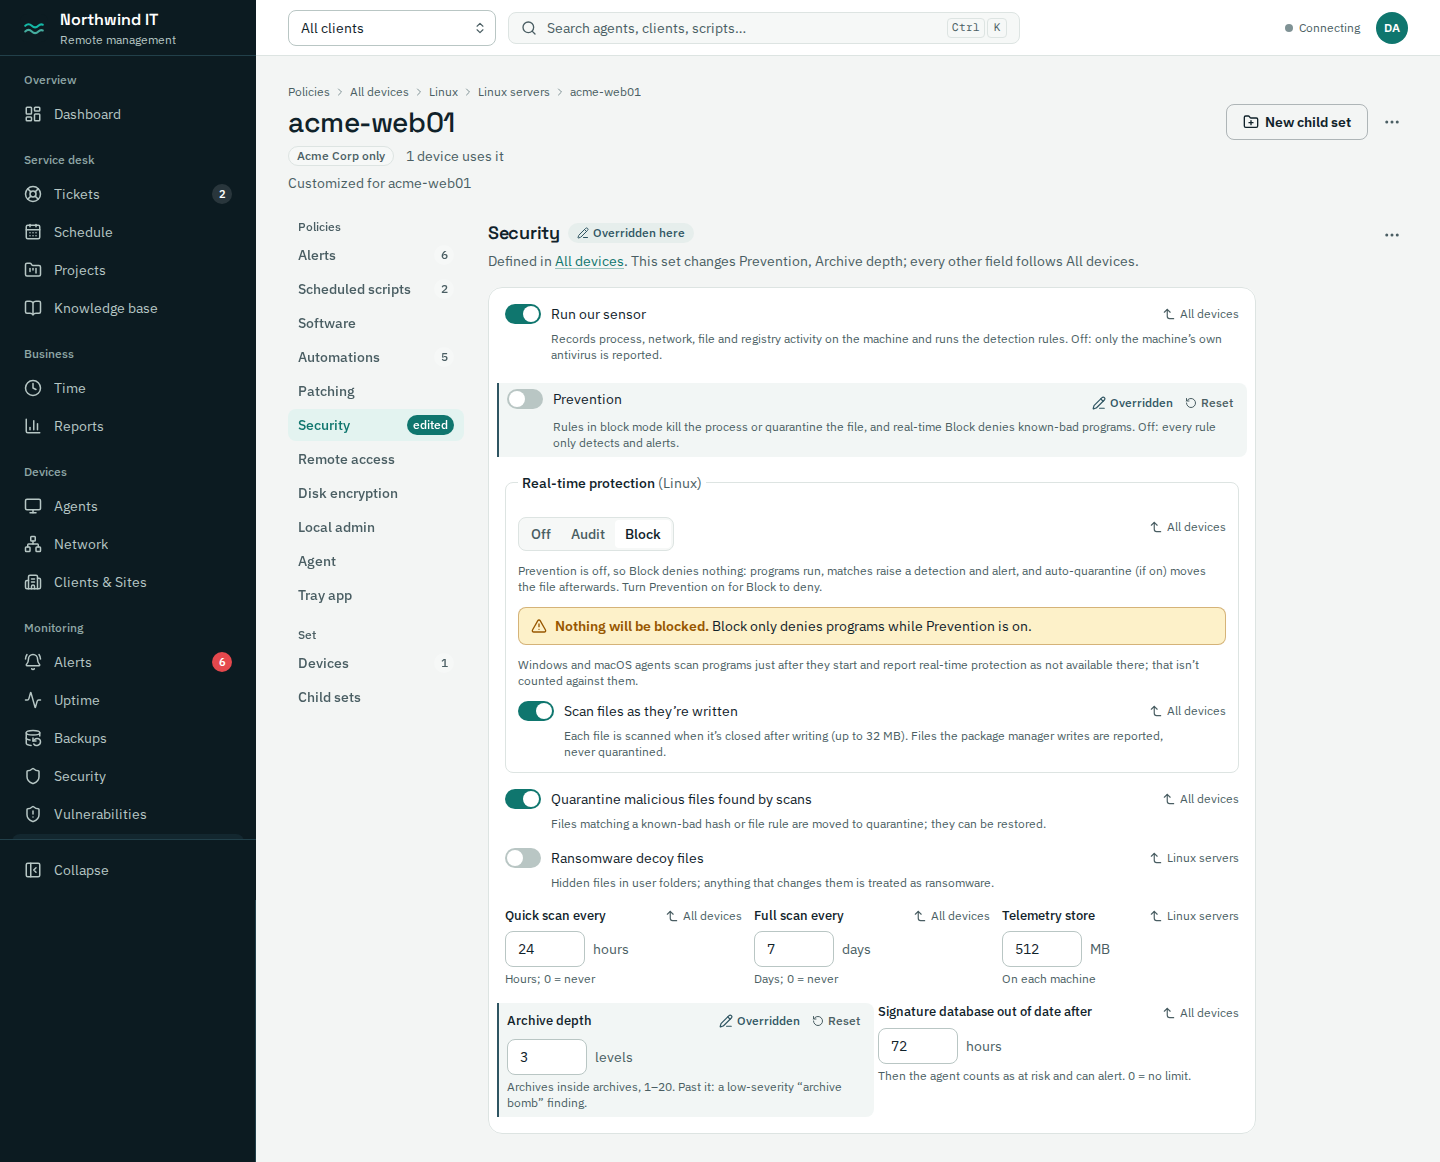 Northwind IT
Remote management
All clients
Search agents, clients, scripts...
Ctrl K
Connecting
DA
Overview
Dashboard
Service desk
Tickets 2
Schedule
Projects
Knowledge base
Business
Time
Reports
Devices
Agents
Network
Clients & Sites
Monitoring
Alerts 6
Uptime
Backups
Security
Vulnerabilities
Collapse
Policies > All devices > Linux > Linux servers > acme-web01
acme-web01
New child set
Acme Corp only 1 device uses it
Customized for acme-web01
Policies
Alerts 6
Scheduled scripts 2
Software
Automations 5
Patching
Security edited
Remote access
Disk encryption
Local admin
Agent
Tray app
Set
Devices 1
Child sets
Security Overridden here
Defined in All devices. This set changes Prevention, Archive depth; every other field follows All devices.
Run our sensor All devices
Records process, network, file and registry activity on the machine and runs the detection rules. Off: only the machine’s own
antivirus is reported.
Prevention Overridden Reset
Rules in block mode kill the process or quarantine the file, and real-time Block denies known-bad programs. Off: every rule
only detects and alerts.
Real-time protection (Linux)
Off Audit Block All devices
Prevention is off, so Block denies nothing: programs run, matches raise a detection and alert, and auto-quarantine (if on) moves
the file afterwards. Turn Prevention on for Block to deny.
Nothing will be blocked. Block only denies programs while Prevention is on.
Windows and macOS agents scan programs just after they start and report real-time protection as not available there; that isn’t
counted against them.
Scan files as they’re written All devices
Each file is scanned when it’s closed after writing (up to 32 MB). Files the package manager writes are reported,
never quarantined.
Quarantine malicious files found by scans All devices
Files matching a known-bad hash or file rule are moved to quarantine; they can be restored.
Ransomware decoy files Linux servers
Hidden files in user folders; anything that changes them is treated as ransomware.
Quick scan every All devices Full scan every All devices Telemetry store Linux servers
24 hours 7 days 512 MB
Hours; 0 = never Days; 0 = never On each machine
Archive depth Overridden Reset Signature database out of date after All devices
3 levels 72 hours
Archives inside archives, 1–20. Past it: a low-severity “archive
bomb” finding.
Then the agent counts as at risk and can alert. 0 = no limit.